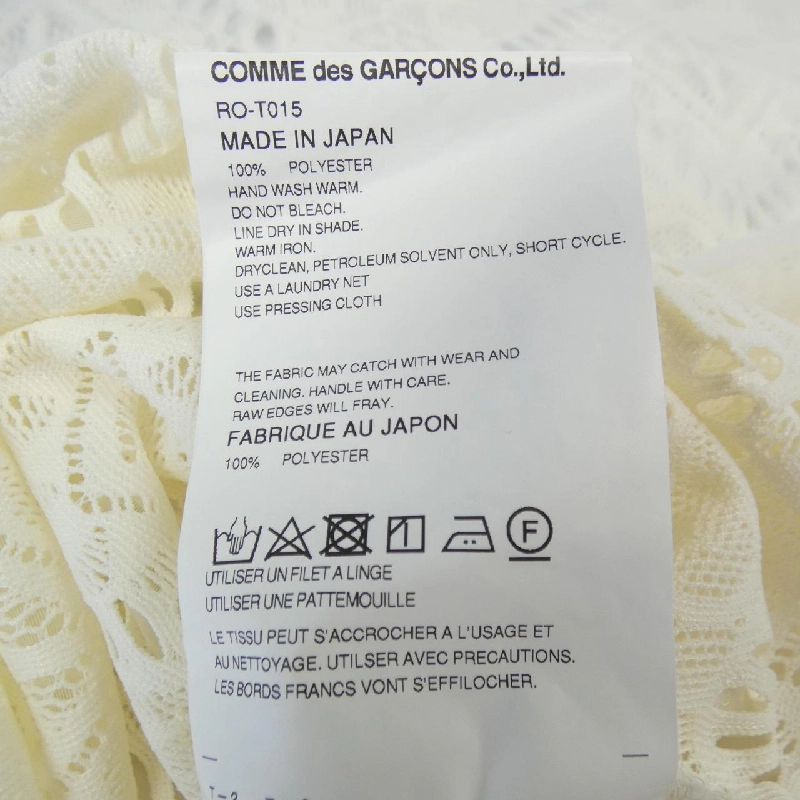 COMME des GARÇONS Co.,Ltd.
RO-T015
MADE IN JAPAN
100% POLYESTER
HAND WASH WARM.
DO NOT BLEACH.
LINE DRY IN SHADE.
WARM IRON.
DRYCLEAN, PETROLEUM SOLVENT ONLY, SHORT CYCLE.
USE A LAUNDRY NET
USE PRESSING CLOTH
THE FABRIC MAY CATCH WITH WEAR AND
CLEANING. HANDLE WITH CARE.
RAW EDGES WILL FRAY.
FABRIQUE AU JAPON
100% POLYESTER
F
UTILISER UN FILET A LINGE
UTILISER UNE PATTEMOUILLE
LE TISSU PEUT S'ACCROCHER A L'USAGE ET
AU NETTOYAGE. UTILSER AVEC PRECAUTIONS.
LES BORDS FRANCS VONT S'EFFILOCHER.